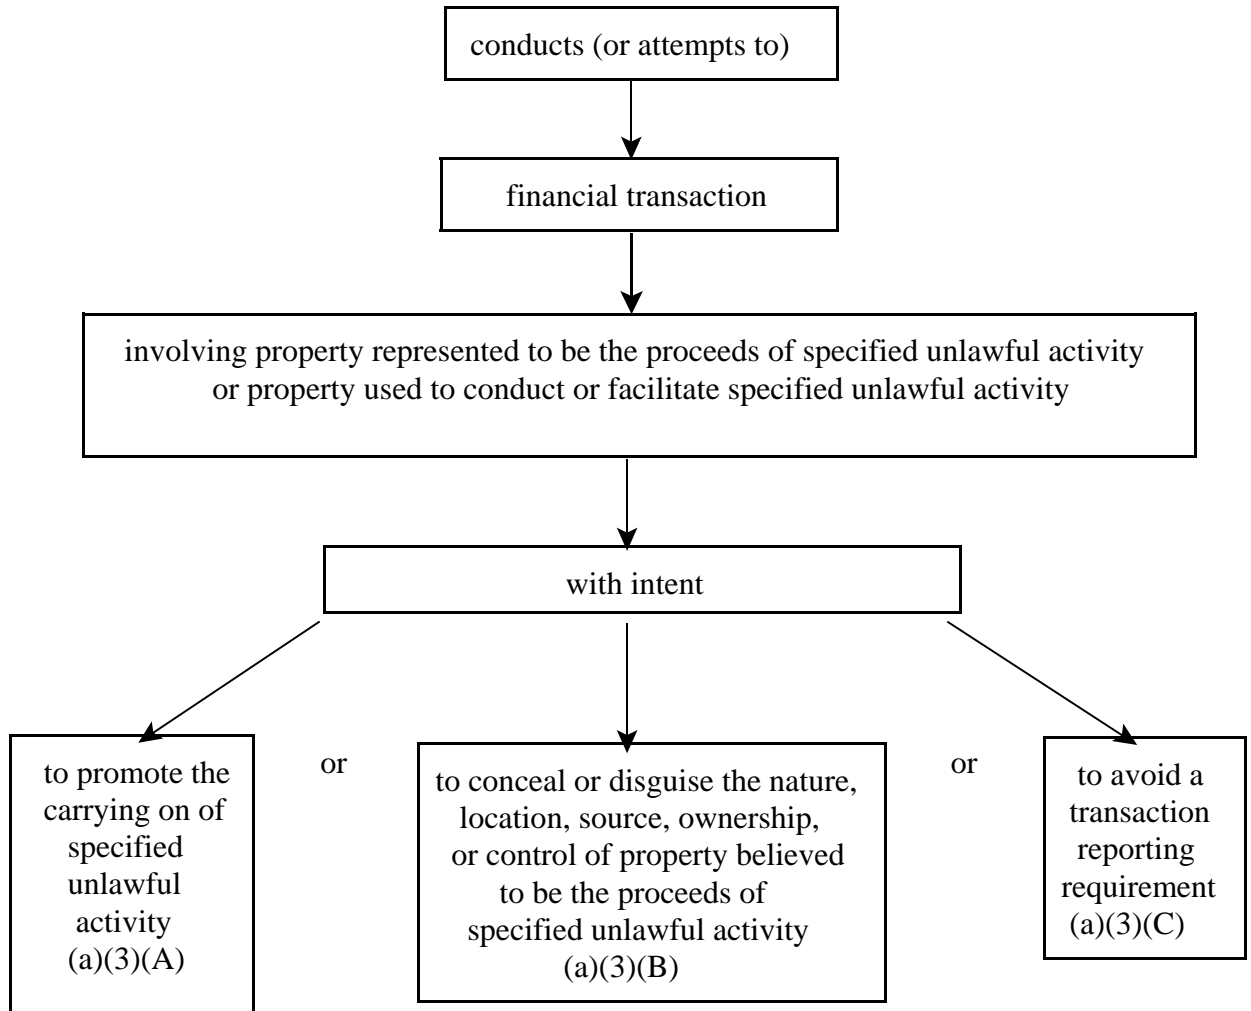 conducts (or attempts to)
financial transaction
involving property represented to be the proceeds of specified unlawful activity
or property used to conduct or facilitate specified unlawful activity
with intent
to promote the
carrying on of
specified
unlawful
activity
(a)(3)(A)
or
to conceal or disguise the nature,
location, source, ownership,
or control of property believed
to be the proceeds of
specified unlawful activity
(a)(3)(B)
or
to avoid a
transaction
reporting
requirement
(a)(3)(C)